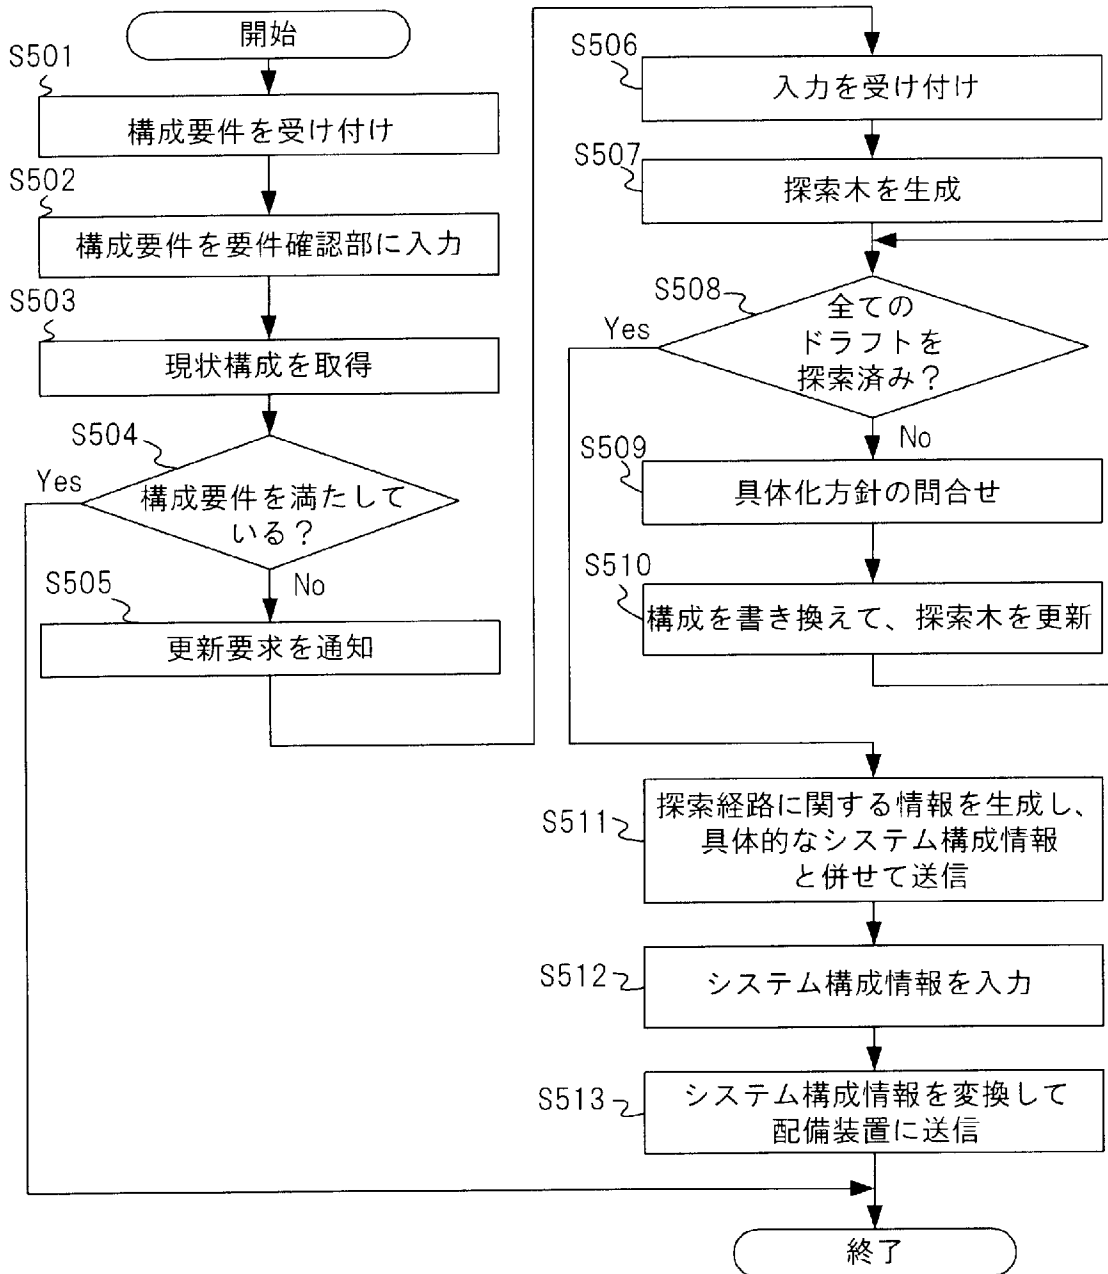 開始
S501
構成要件を受け付け
S502
構成要件を要件確認部に入力
S503
現状構成を取得
S504
Yes
構成要件を満たして
いる？
No
S505
更新要求を通知
S506
入力を受け付け
S507
探索木を生成
S508
Yes
全ての
ドラフトを
探索済み？
No
S509
具体化方針の問合せ
S510
構成を書き換えて、探索木を更新
S511
探索経路に関する情報を生成し、
具体的なシステム構成情報
と併せて送信
S512
システム構成情報を入力
S513
システム構成情報を変換して
配備装置に送信
終了